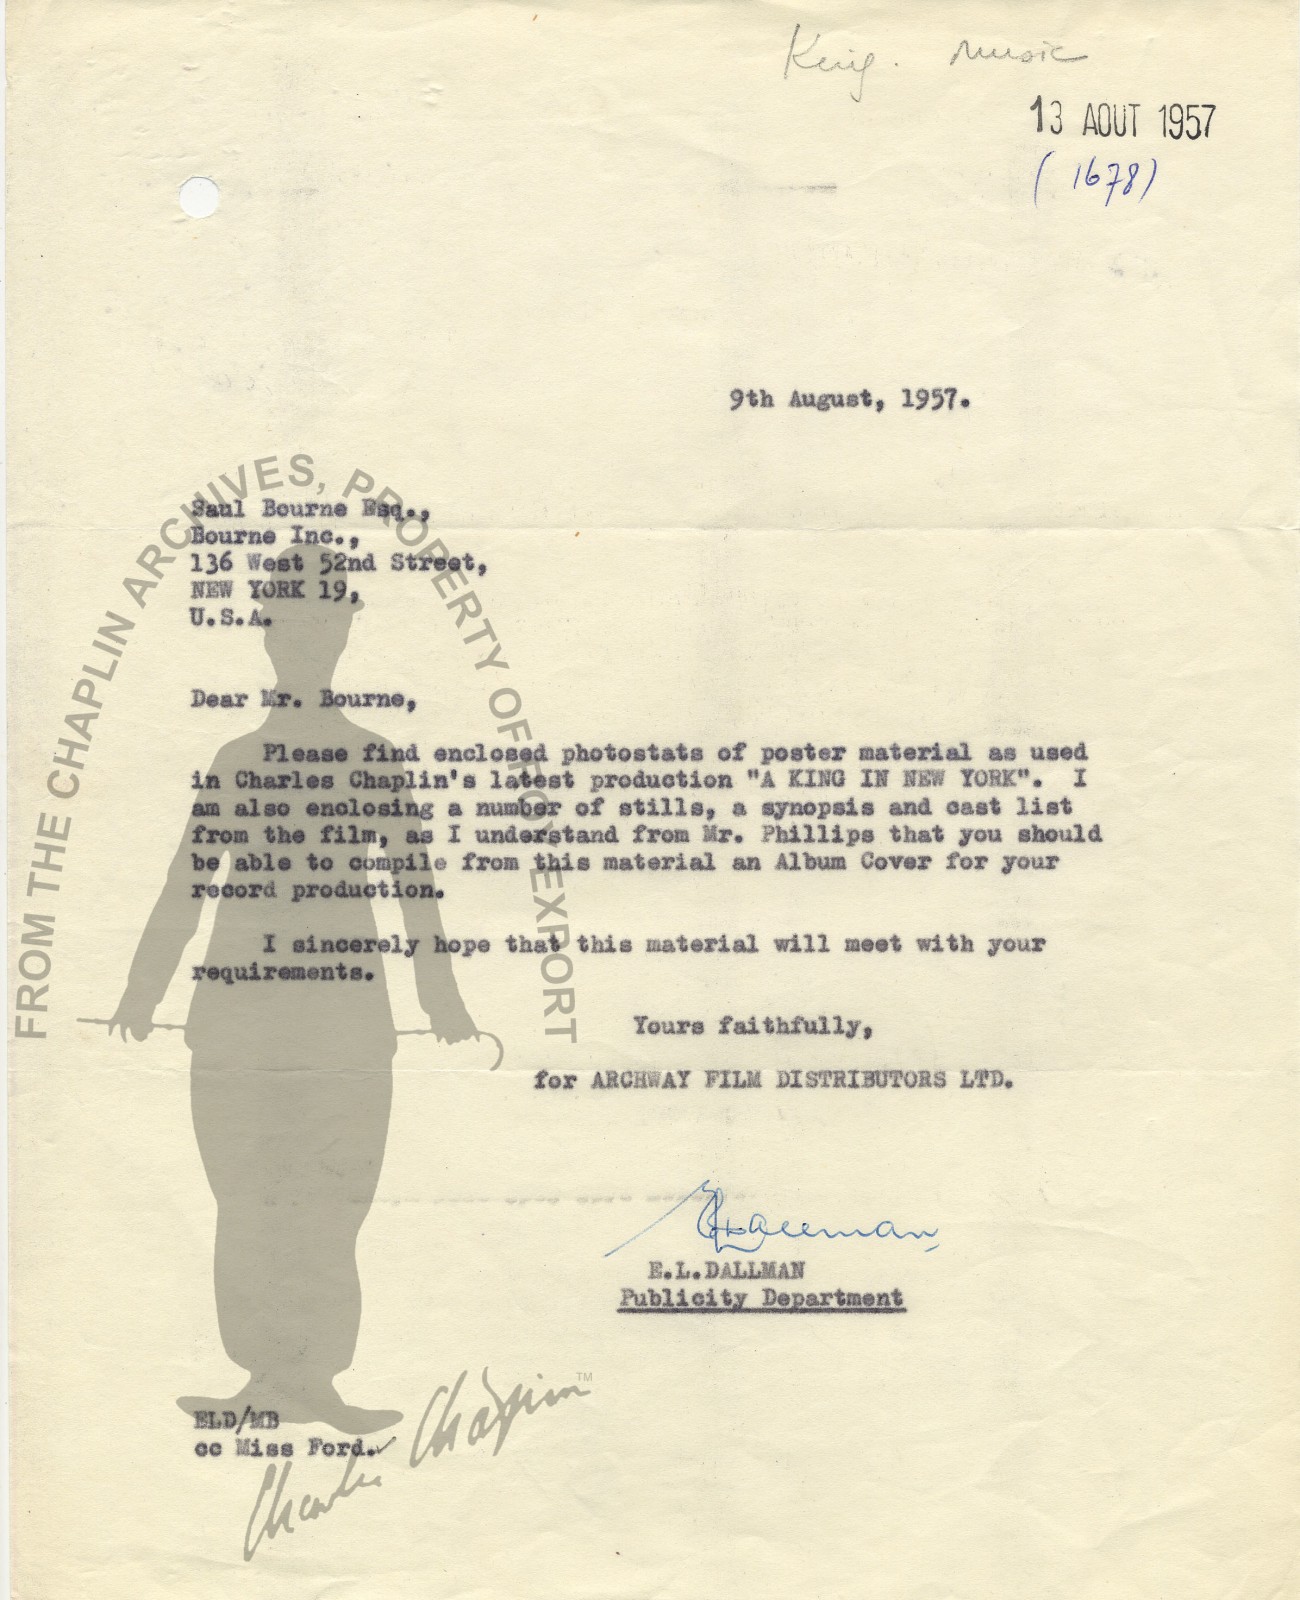 King. Music
13 AOUT 1957
(1678)
9th August, 1957.
Saul Bourne Esq.,
Bourne Inc.,
136 West 52nd Street,
NEW YORK 19,
U.S.A.
Dear Mr. Bourne,
Please find enclosed photostats of poster material as used
in Charles Chaplin's latest production "A KING IN NEW YORK". I
am also enclosing a number of stills, a synopsis and cast list
from the film, as I understand from Mr. Phillips that you should
be able to compile from this material an Album Cover for your
record production.
I sincerely hope that this material will meet with your
requirements.
Yours faithfully,
for ARCHWAY FILM DISTRIBUTORS LTD.
ELDallman
E.L.DALLMAN
Publicity Department
ELD/MB
cc Miss Ford.
FROM THE CHAPLIN ARCHIVES, PROPERTY OF ROY EXPORT
Charlie Chaplin™